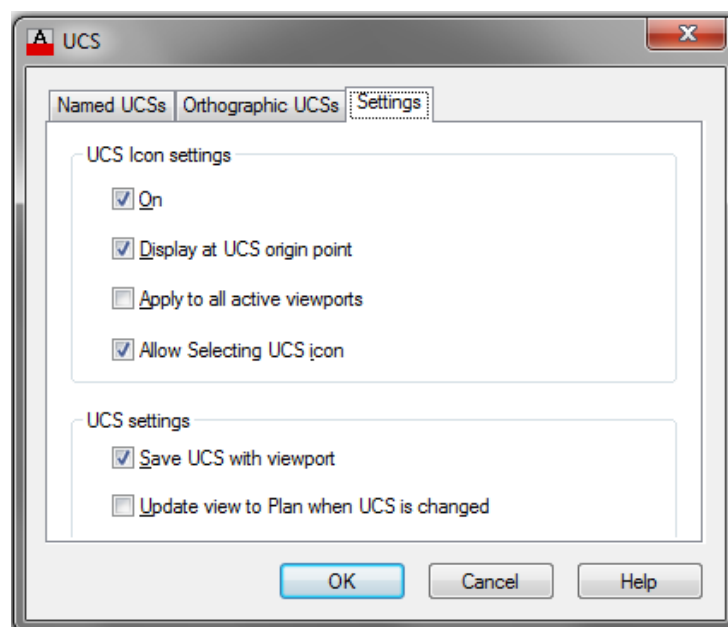 UCS
Named UCSs Orthographic UCSs Settings
UCS Icon settings
On
Display at UCS origin point
Apply to all active viewports
Allow Selecting UCS icon
UCS settings
Save UCS with viewport
Update view to Plan when UCS is changed
OK Cancel Help